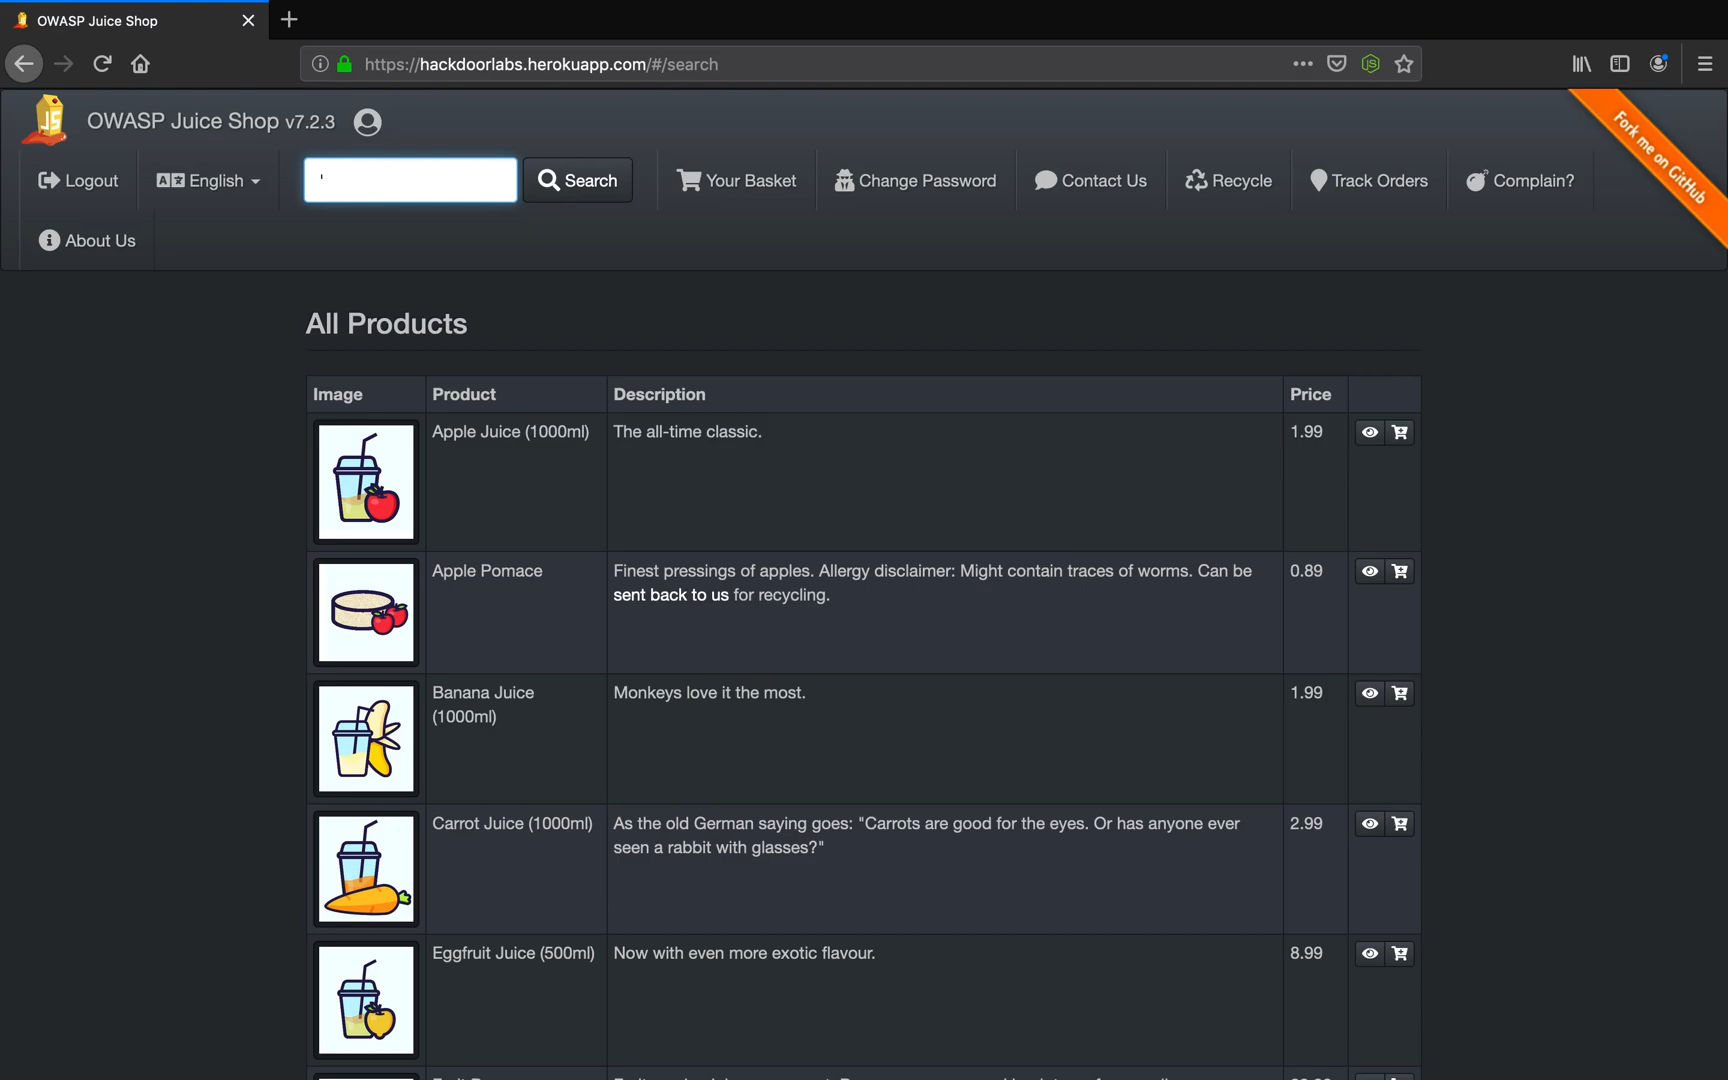 OWASP Juice Shop
https://hackdoorlabs.herokuapp.com/#/search
JS
OWASP Juice Shop v7.2.3
Fork me on GitHub
Logout
English
'
Search
Your Basket
Change Password
Contact Us
Recycle
Track Orders
Complain?
About Us
All Products
Image Product Description Price
Apple Juice (1000ml) The all-time classic. 1.99
Apple Pomace Finest pressings of apples. Allergy disclaimer: Might contain traces of worms. Can be 0.89
sent back to us for recycling.
Banana Juice Monkeys love it the most. 1.99
(1000ml)
Carrot Juice (1000ml) As the old German saying goes: "Carrots are good for the eyes. Or has anyone ever 2.99
seen a rabbit with glasses?"
Eggfruit Juice (500ml) Now with even more exotic flavour. 8.99